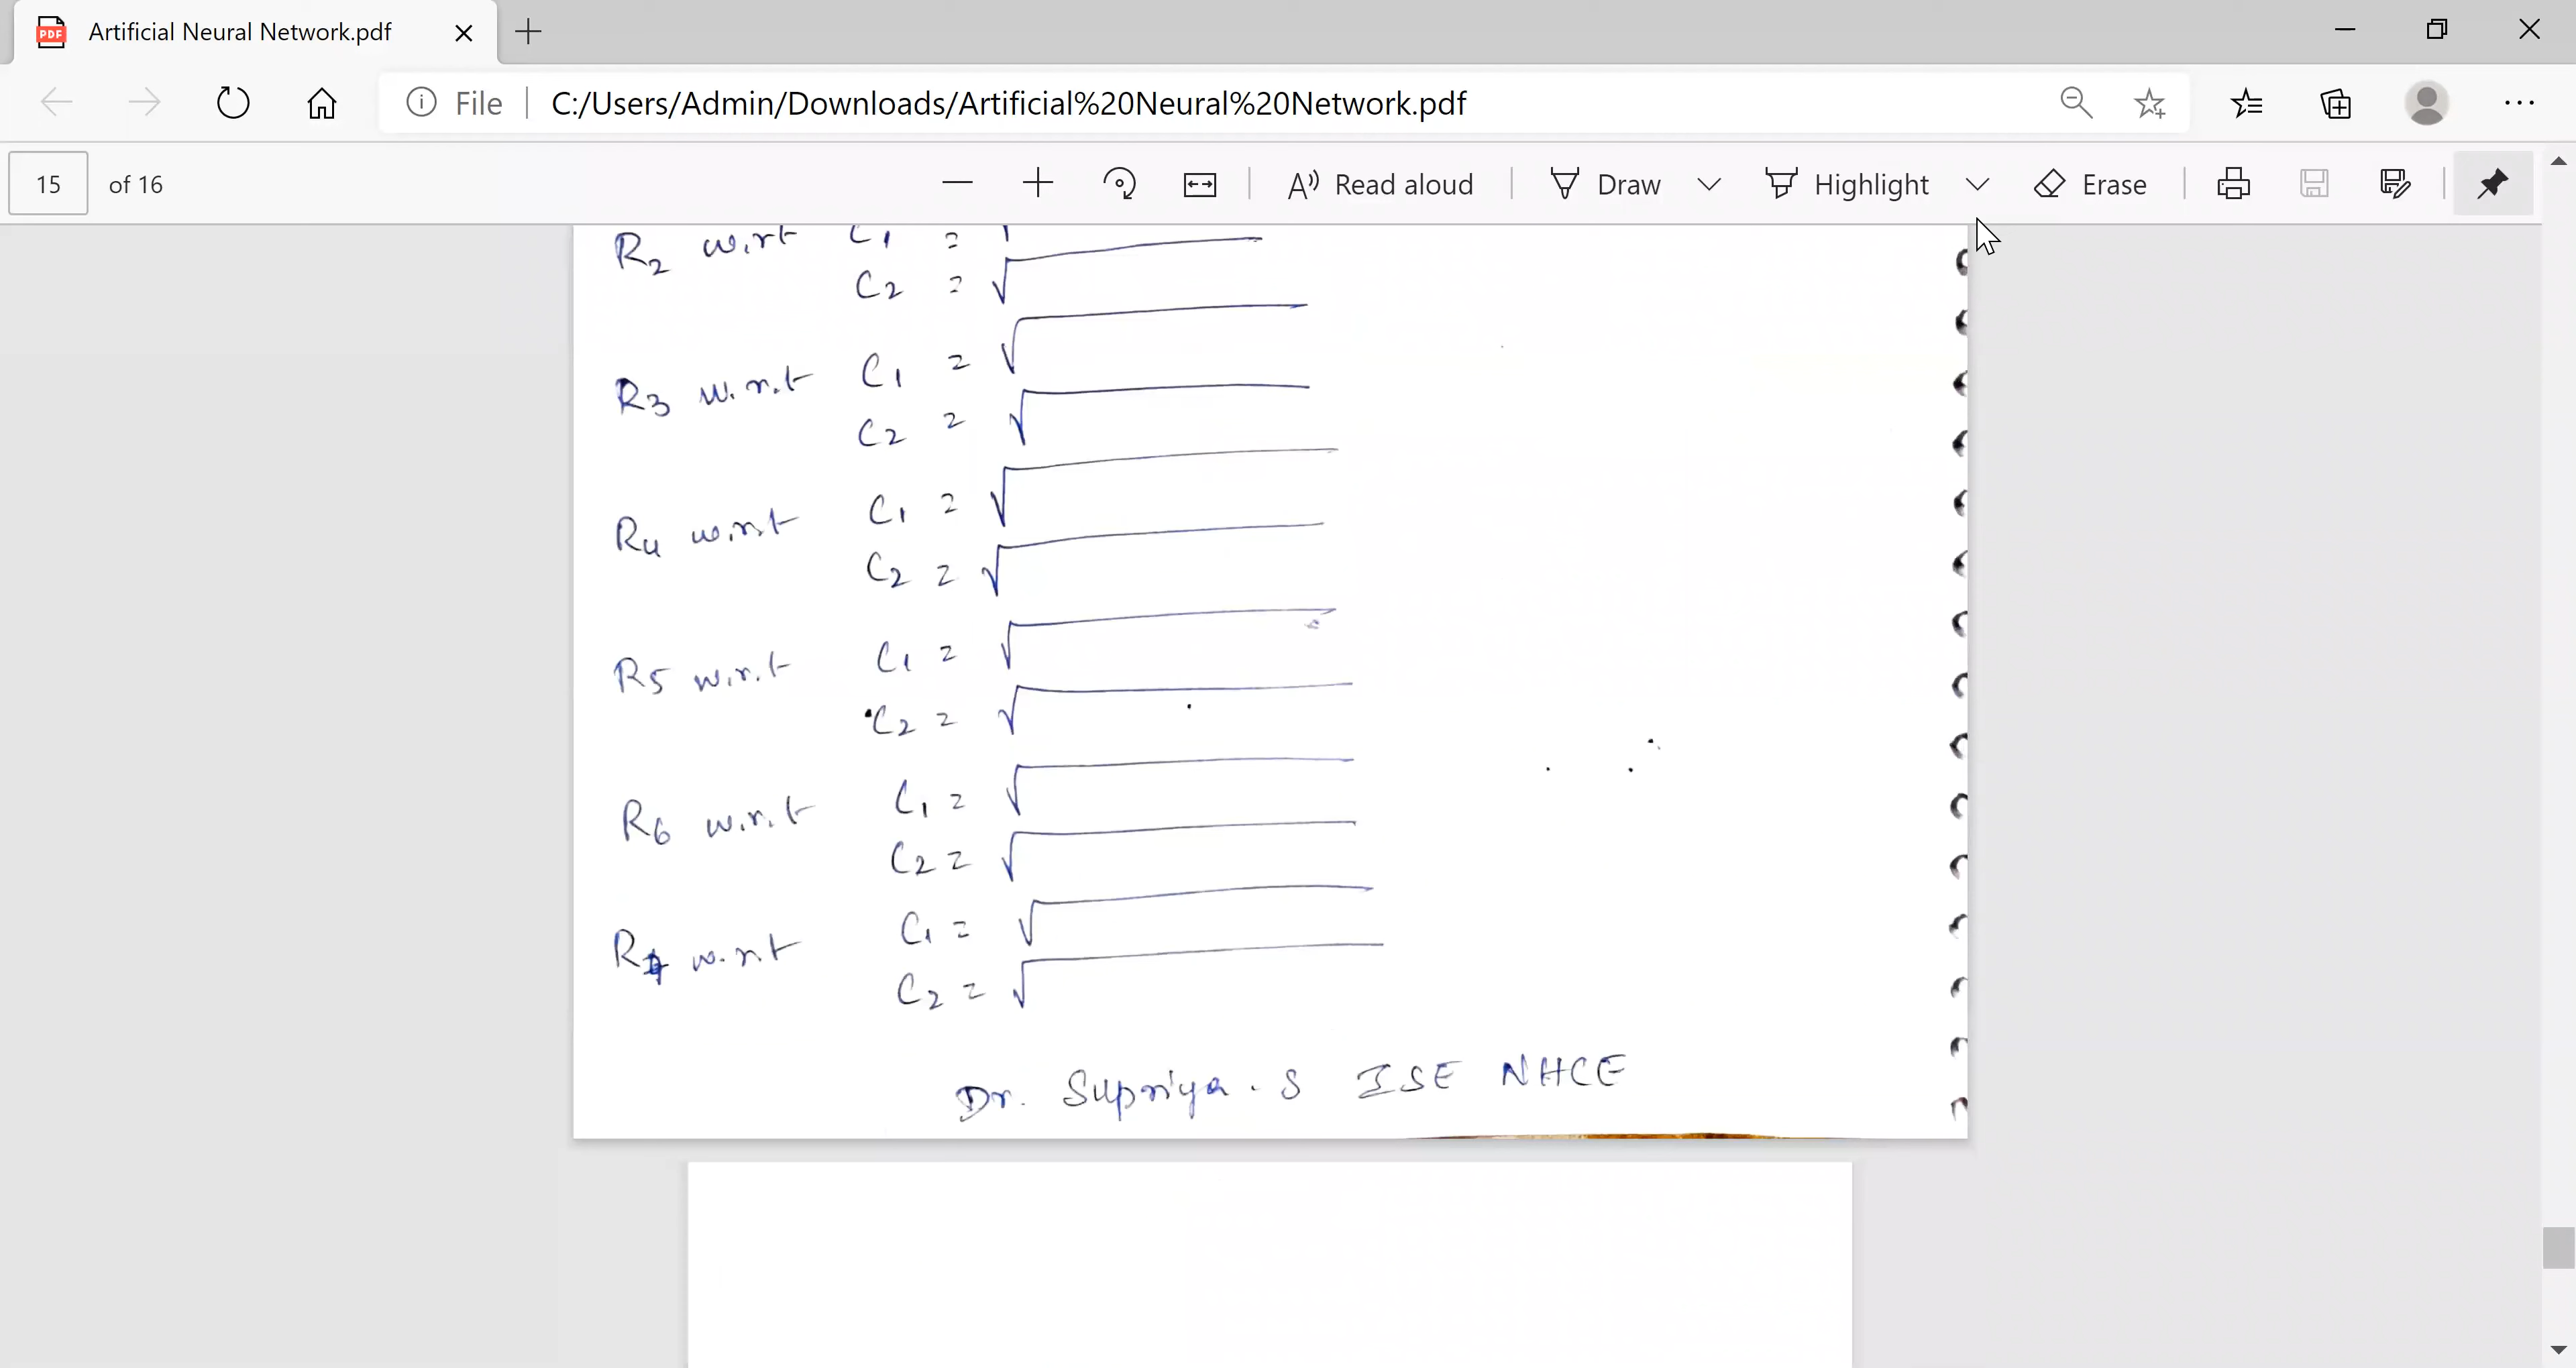 Artificial Neural Network.pdf
File C:/Users/Admin/Downloads/Artificial%20Neural%20Network.pdf
15 of 16 Read aloud Draw Highlight Erase
R2 w.r.t C1 =
C2 = √
R3 w.r.t C1 = √
C2 = √
R4 w.r.t C1 = √
C2 = √
R5 w.r.t C1 = √
C2 = √
R6 w.r.t C1 = √
C2 = √
R7 w.r.t C1 = √
C2 = √
Dr. Supriya . S ISE NHCE